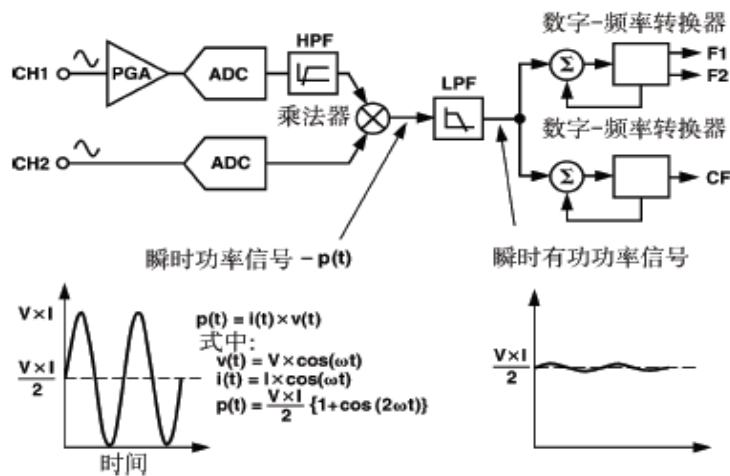 数字-频率转换器
HPF
CH1
PGA
ADC
F1
F2
Σ
LPF
乘法器
数字-频率转换器
CH2
ADC
Σ
CF
瞬时功率信号 - p(t)
瞬时有功功率信号
V×I
p(t) = i(t)×v(t)
式中:
v(t) = V×cos(ωt)
i(t) = I×cos(ωt)
p(t) = V×I/2 {1+cos (2ωt)}
V×I
2
时间
V×I
2